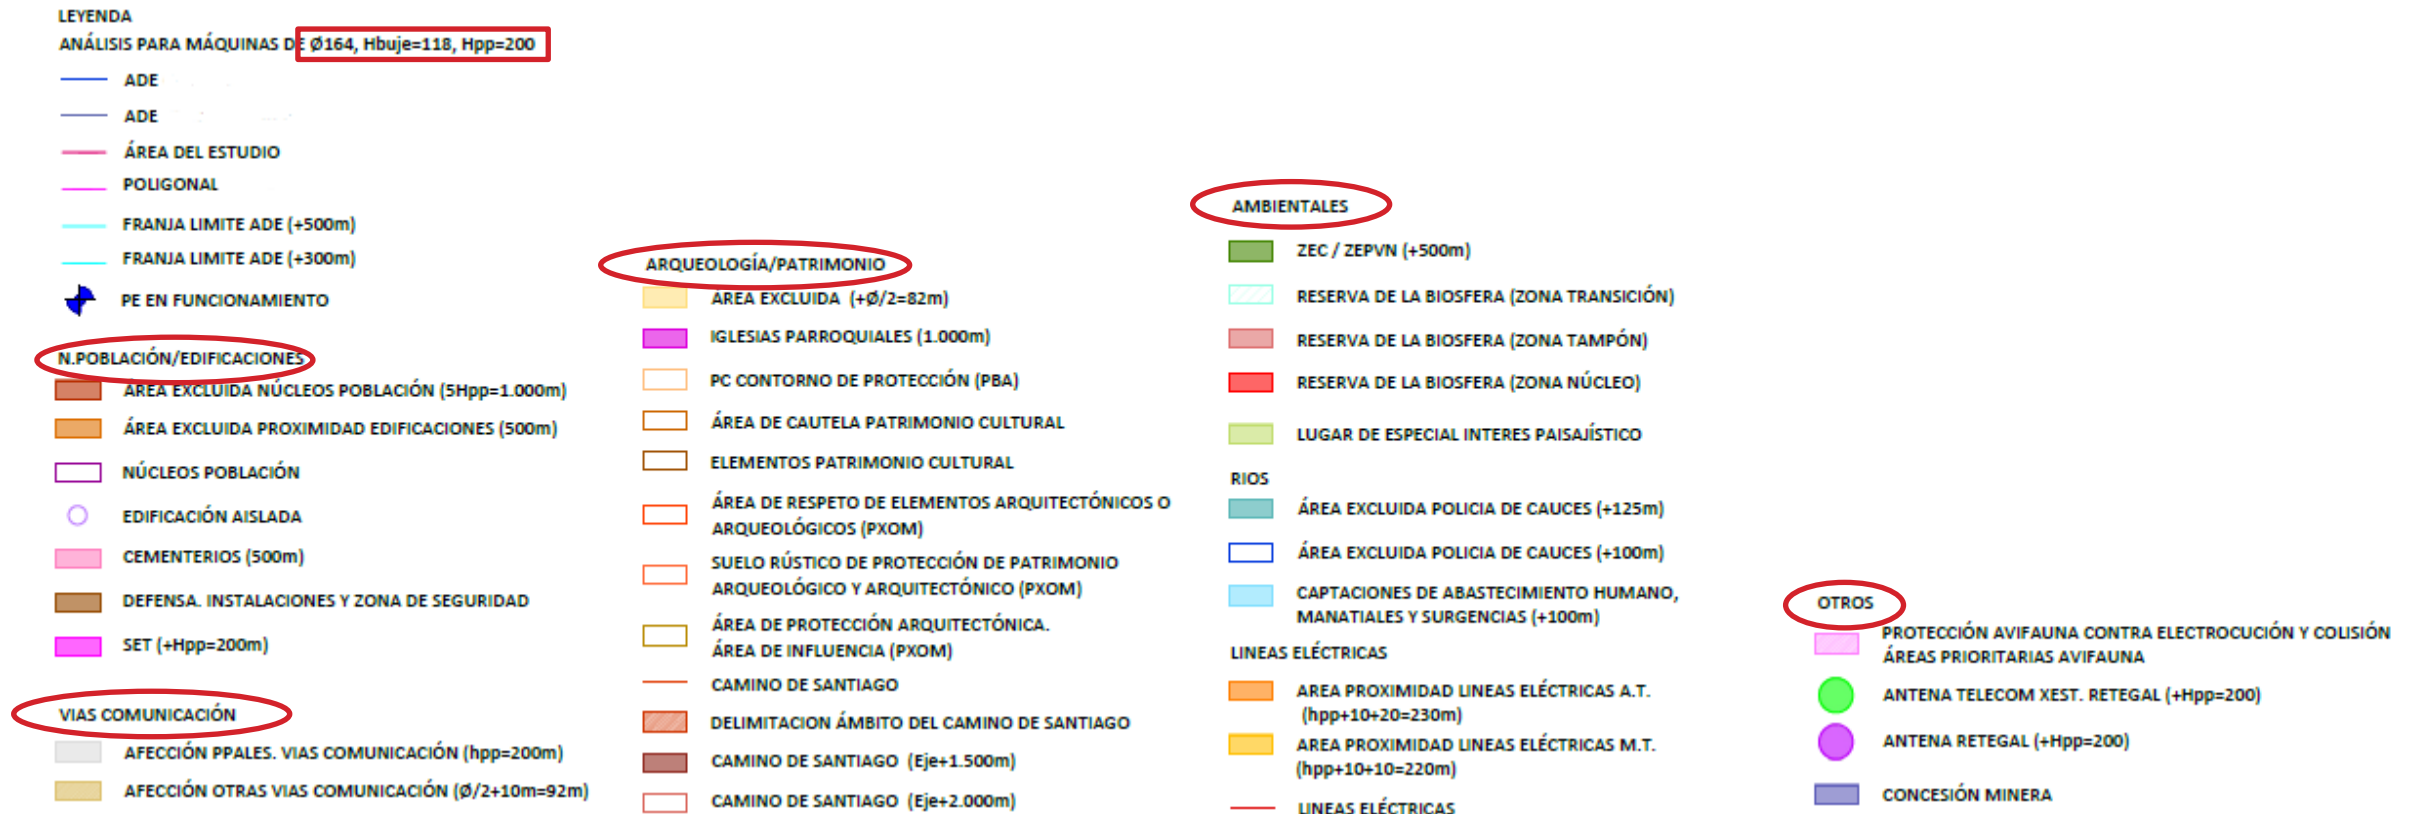 LEYENDA
ANÁLISIS PARA MÁQUINAS DE Ø164, Hbuje=118, Hpp=200
ADE
ADE
ÁREA DEL ESTUDIO
POLIGONAL
FRANJA LIMITE ADE (+500m)
FRANJA LIMITE ADE (+300m)
PE EN FUNCIONAMIENTO
N.POBLACIÓN/EDIFICACIONES
ÁREA EXCLUIDA NÚCLEOS POBLACIÓN (5Hpp=1.000m)
ÁREA EXCLUIDA PROXIMIDAD EDIFICACIONES (500m)
NÚCLEOS POBLACIÓN
EDIFICACIÓN AISLADA
CEMENTERIOS (500m)
DEFENSA. INSTALACIONES Y ZONA DE SEGURIDAD
SET (+Hpp=200m)
VIAS COMUNICACIÓN
AFECCIÓN PPALES. VIAS COMUNICACIÓN (hpp=200m)
AFECCIÓN OTRAS VIAS COMUNICACIÓN (Ø/2+10m=92m)
ARQUEOLOGÍA/PATRIMONIO
ÁREA EXCLUIDA (+Ø/2=82m)
IGLESIAS PARROQUIALES (1.000m)
PC CONTORNO DE PROTECCIÓN (PBA)
ÁREA DE CAUTELA PATRIMONIO CULTURAL
ELEMENTOS PATRIMONIO CULTURAL
ÁREA DE RESPETO DE ELEMENTOS ARQUITECTÓNICOS O
ARQUEOLÓGICOS (PXOM)
SUELO RÚSTICO DE PROTECCIÓN DE PATRIMONIO
ARQUEOLÓGICO Y ARQUITECTÓNICO (PXOM)
ÁREA DE PROTECCIÓN ARQUITECTÓNICA.
ÁREA DE INFLUENCIA (PXOM)
CAMINO DE SANTIAGO
DELIMITACION ÁMBITO DEL CAMINO DE SANTIAGO
CAMINO DE SANTIAGO (Eje+1.500m)
CAMINO DE SANTIAGO (Eje+2.000m)
AMBIENTALES
ZEC / ZEPVN (+500m)
RESERVA DE LA BIOSFERA (ZONA TRANSICIÓN)
RESERVA DE LA BIOSFERA (ZONA TAMPÓN)
RESERVA DE LA BIOSFERA (ZONA NÚCLEO)
LUGAR DE ESPECIAL INTERES PAISAJÍSTICO
RIOS
ÁREA EXCLUIDA POLICIA DE CAUCES (+125m)
ÁREA EXCLUIDA POLICIA DE CAUCES (+100m)
CAPTACIONES DE ABASTECIMIENTO HUMANO,
MANATIALES Y SURGENCIAS (+100m)
LINEAS ELÉCTRICAS
AREA PROXIMIDAD LINEAS ELÉCTRICAS A.T.
(hpp+10+20=230m)
AREA PROXIMIDAD LINEAS ELÉCTRICAS M.T.
(hpp+10+10=220m)
LINEAS ELÉCTRICAS
OTROS
PROTECCIÓN AVIFAUNA CONTRA ELECTROCUCIÓN Y COLISIÓN
ÁREAS PRIORITARIAS AVIFAUNA
ANTENA TELECOM XEST. RETEGAL (+Hpp=200)
ANTENA RETEGAL (+Hpp=200)
CONCESIÓN MINERA